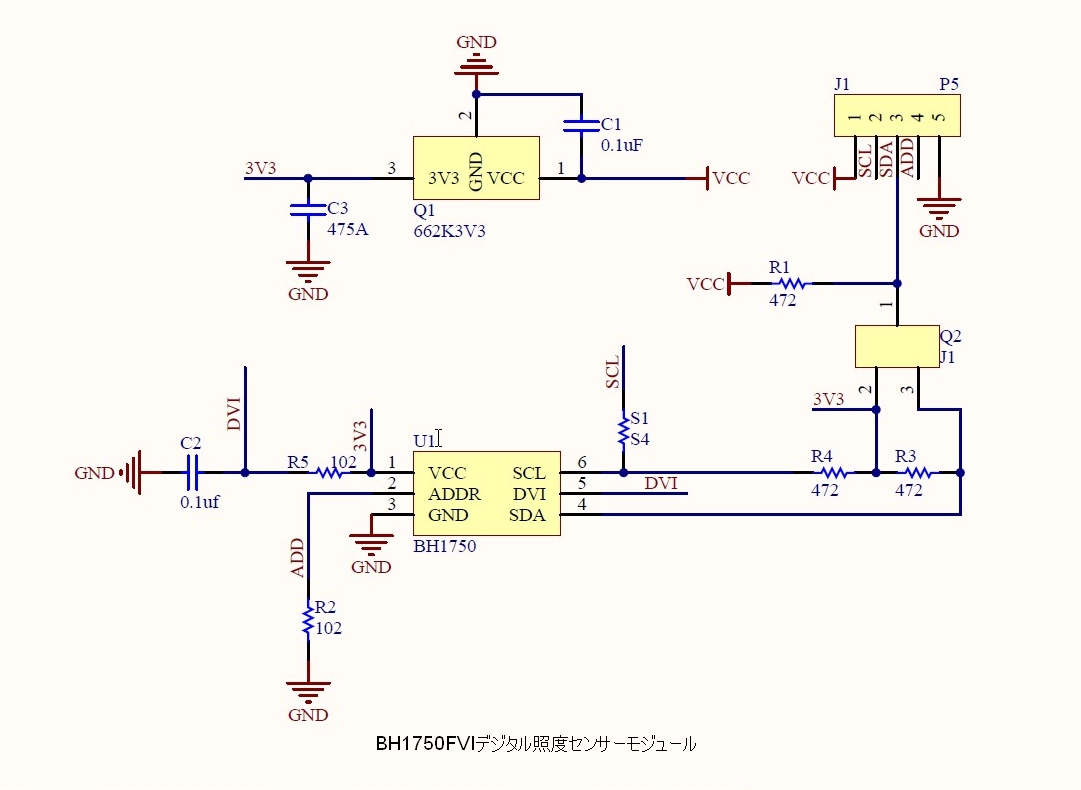 GND
J1
P5
2
C1
0.1uF
1
2
3
4
5
3V3
3
3V3
GND
VCC
1
VCC
VCC
SCL
SDA
ADD
C3
475A
Q1
662K3V3
GND
GND
VCC
R1
472
1
Q2
J1
2
3
3V3
SCL
S1
S4
DVI
3V3
U1
GND
C2
0.1uf
R5
102
1
2
3
VCC
ADDR
GND
SCL
DVI
SDA
6
5
4
DVI
R4
472
R3
472
BH1750
GND
ADD
R2
102
GND
BH1750FVIデジタル照度センサーモジュール